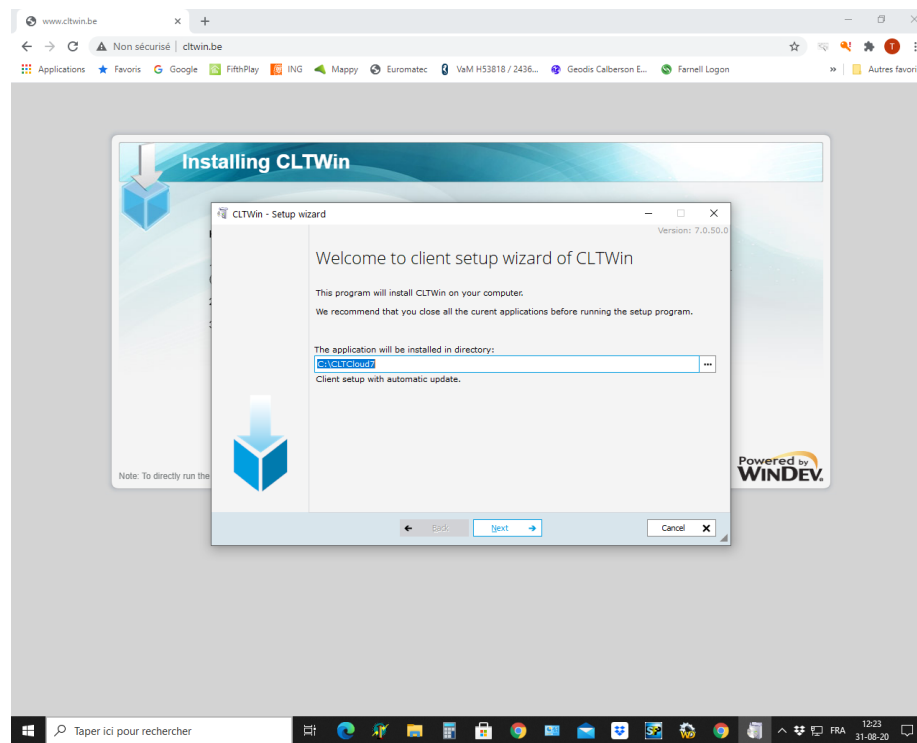 www.cltwin.be
Non sécurisé | cltwin.be
Applications Favoris Google FifthPlay ING Mappy Euromatec VaM H53818 / 2436... Geodis Calberson E... Farnell Logon » Autres favori
Installing CLTWin
CLTWin - Setup wizard
Version: 7.0.50.0
Welcome to client setup wizard of CLTWin
This program will install CLTWin on your computer.
We recommend that you close all the curent applications before running the setup program.
The application will be installed in directory:
C:\CLTCloud7
...
Client setup with automatic update.
Powered by
WINDEV
Note: To directly run the
Back Next Cancel
Taper ici pour rechercher
FRA 12:23
31-08-20